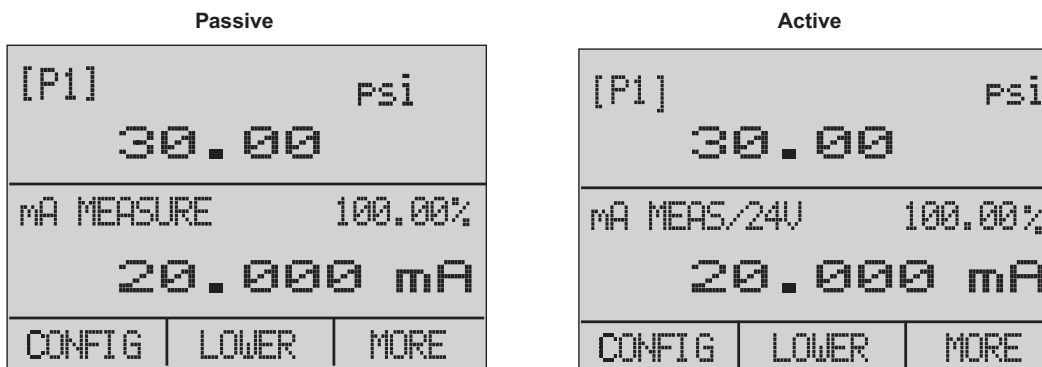 Passive
[P1] psi
30.00
mA MEASURE 100.00%
20.000 mA
CONFIG LOWER MORE
Active
[P1] psi
30.00
mA MEAS/24V 100.00%
20.000 mA
CONFIG LOWER MORE